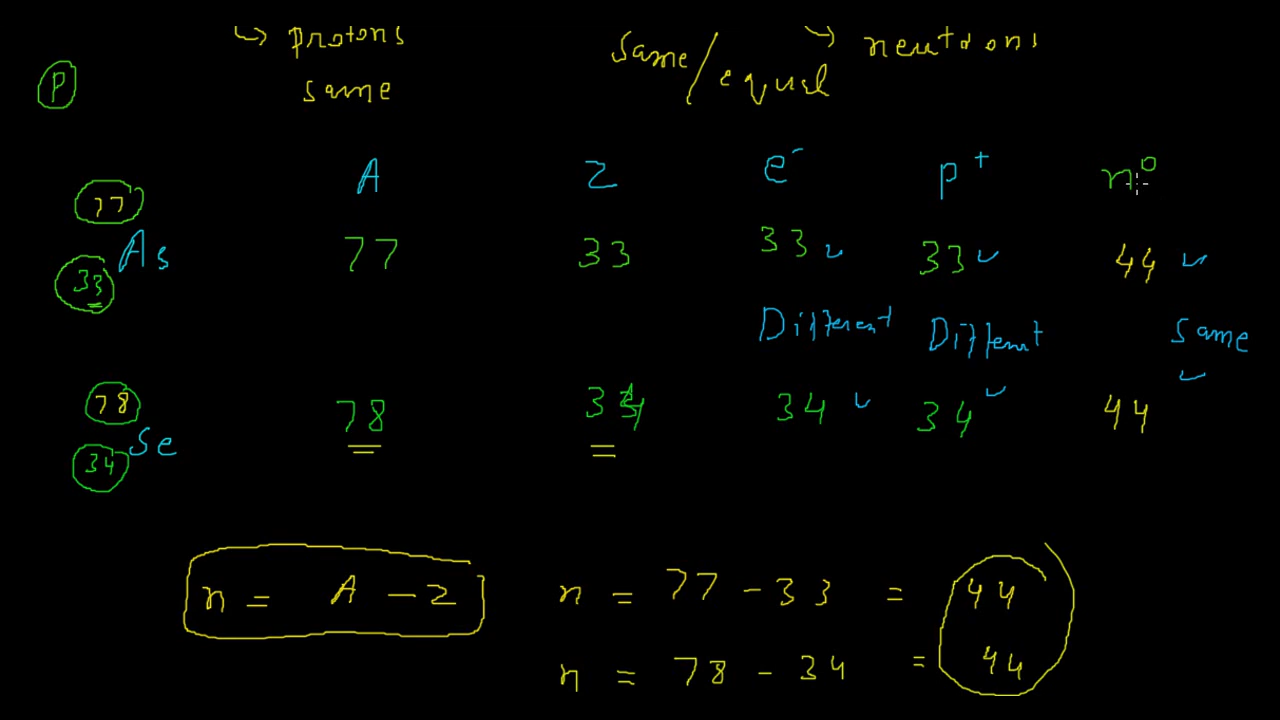 ↳ protons same/equal ↳ neutrons
P same
A Z e⁻ p⁺ n⁰
77
33 As 77 33 33 ✓ 33 ✓ 44 ✓
Different Different Same ✓
78
34 Se 78 34 34 ✓ 34 ✓ 44
n = A - Z n = 77 - 33 = 44
n = 78 - 34 = 44